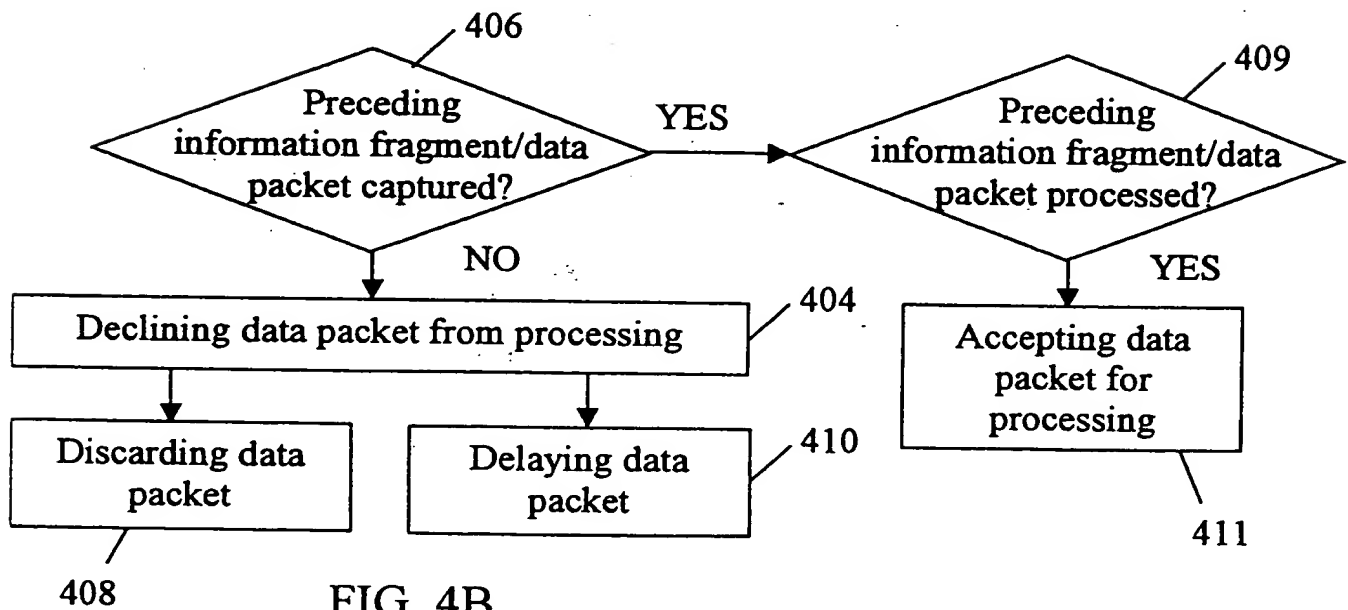 406
Preceding
information fragment/data
packet captured?
YES
409
Preceding
information fragment/data
packet processed?
NO
YES
Declining data packet from processing
404
Accepting data
packet for
processing
411
Discarding data
packet
408
Delaying data
packet
410
FIG. 4B